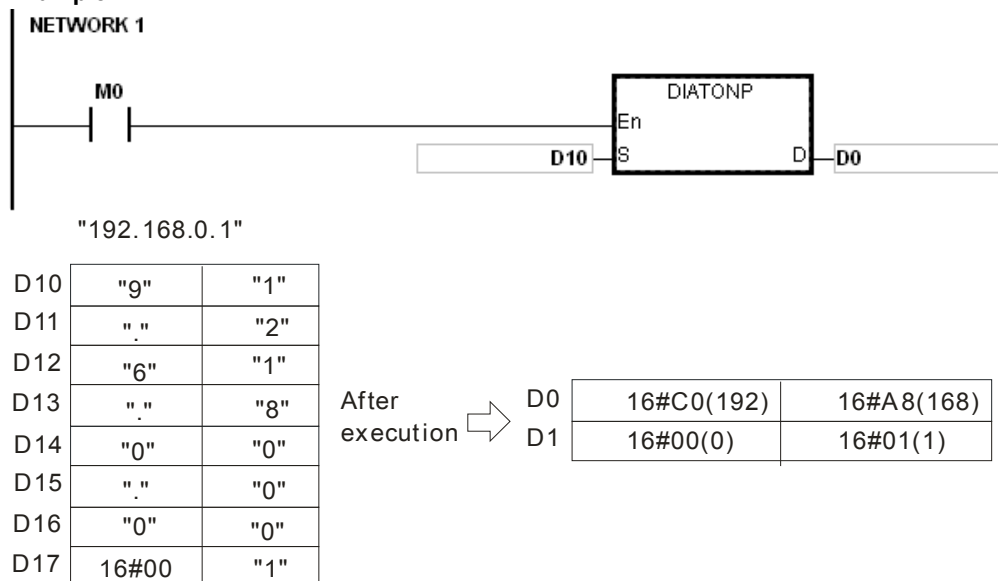 NETWORK 1
M0
DIATONP
En
D10 S D D0
"192.168.0.1"
D10 "9" "1"
D11 "." "2"
D12 "6" "1"
D13 "." "8"
D14 "0" "0"
D15 "." "0"
D16 "0" "0"
D17 16#00 "1"
After
execution
D0 16#C0(192) 16#A8(168)
D1 16#00(0) 16#01(1)